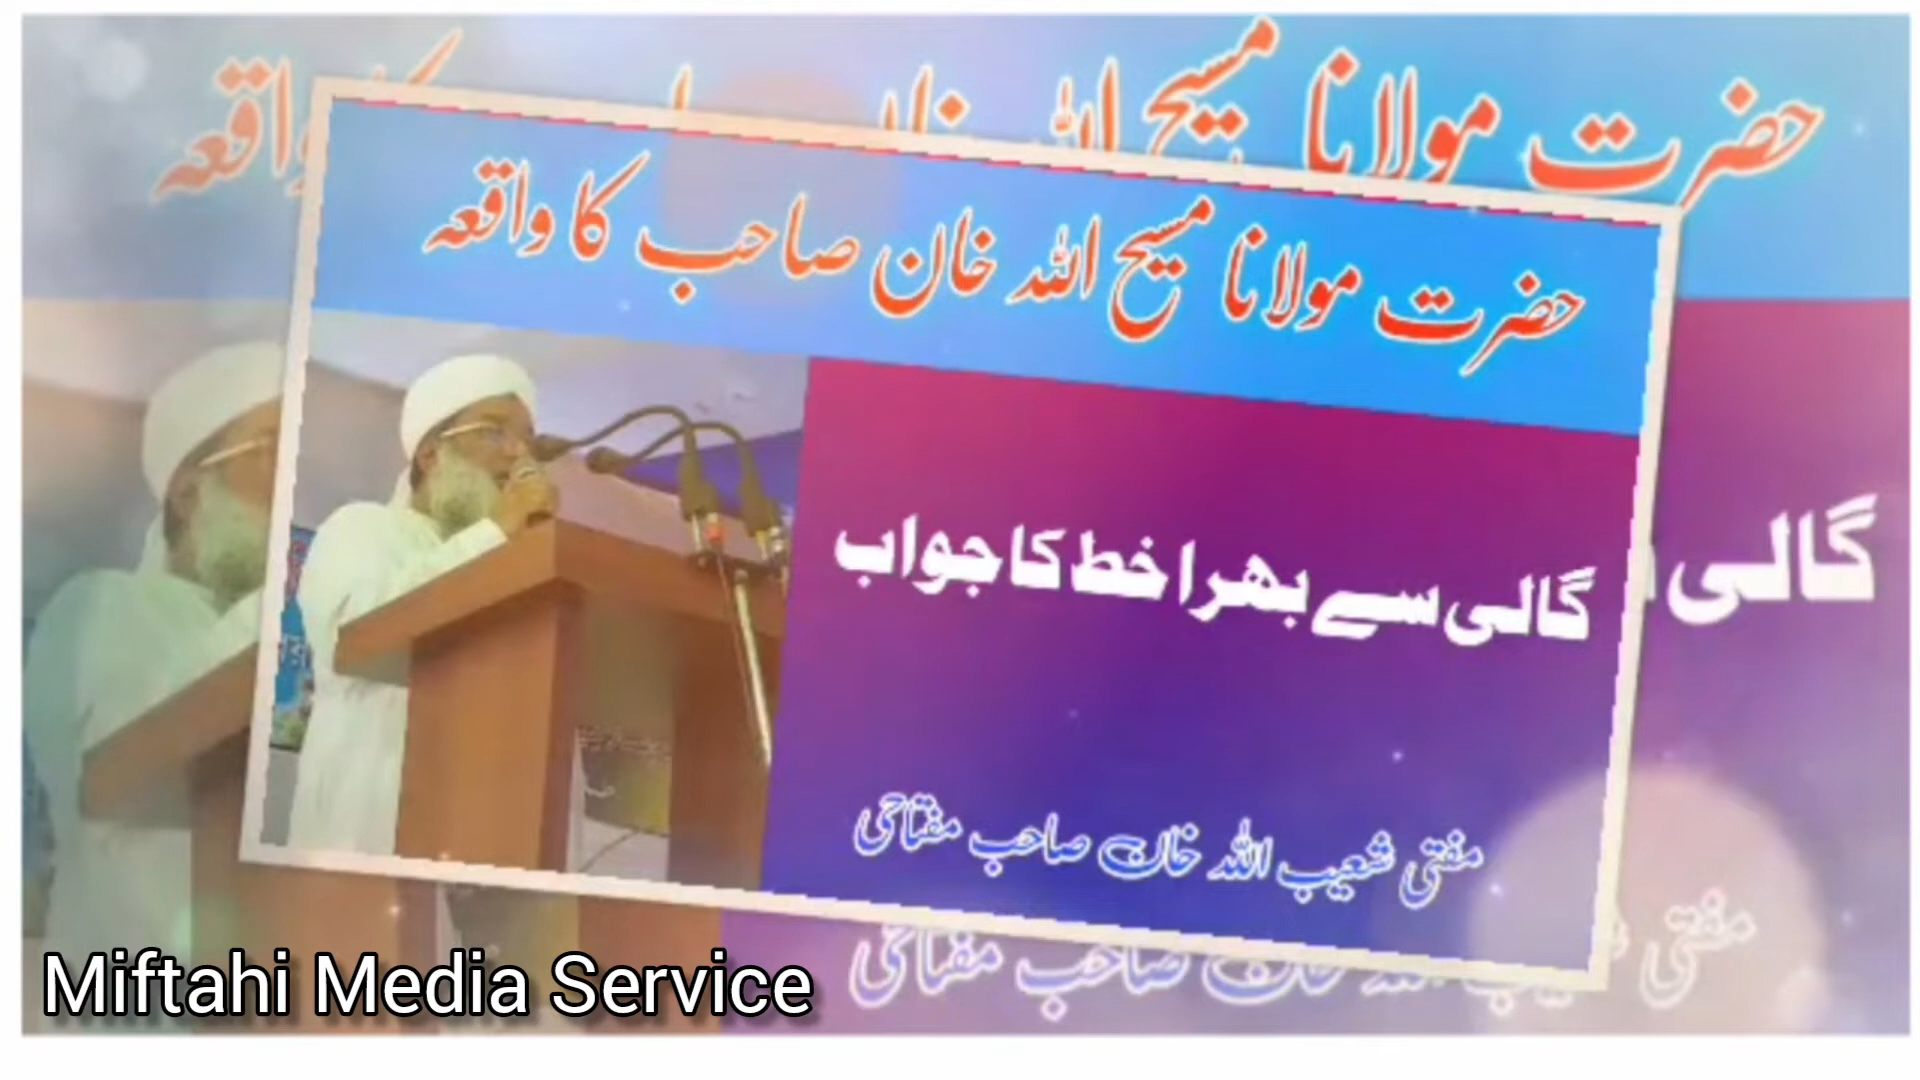 حضرت مولانا مسیح اللہ خان صاحب کا واقعہ
گالی سے بھرا خط کا جواب
مفتی شعیب اللہ خان صاحب مفتاحی
Miftahi Media Service